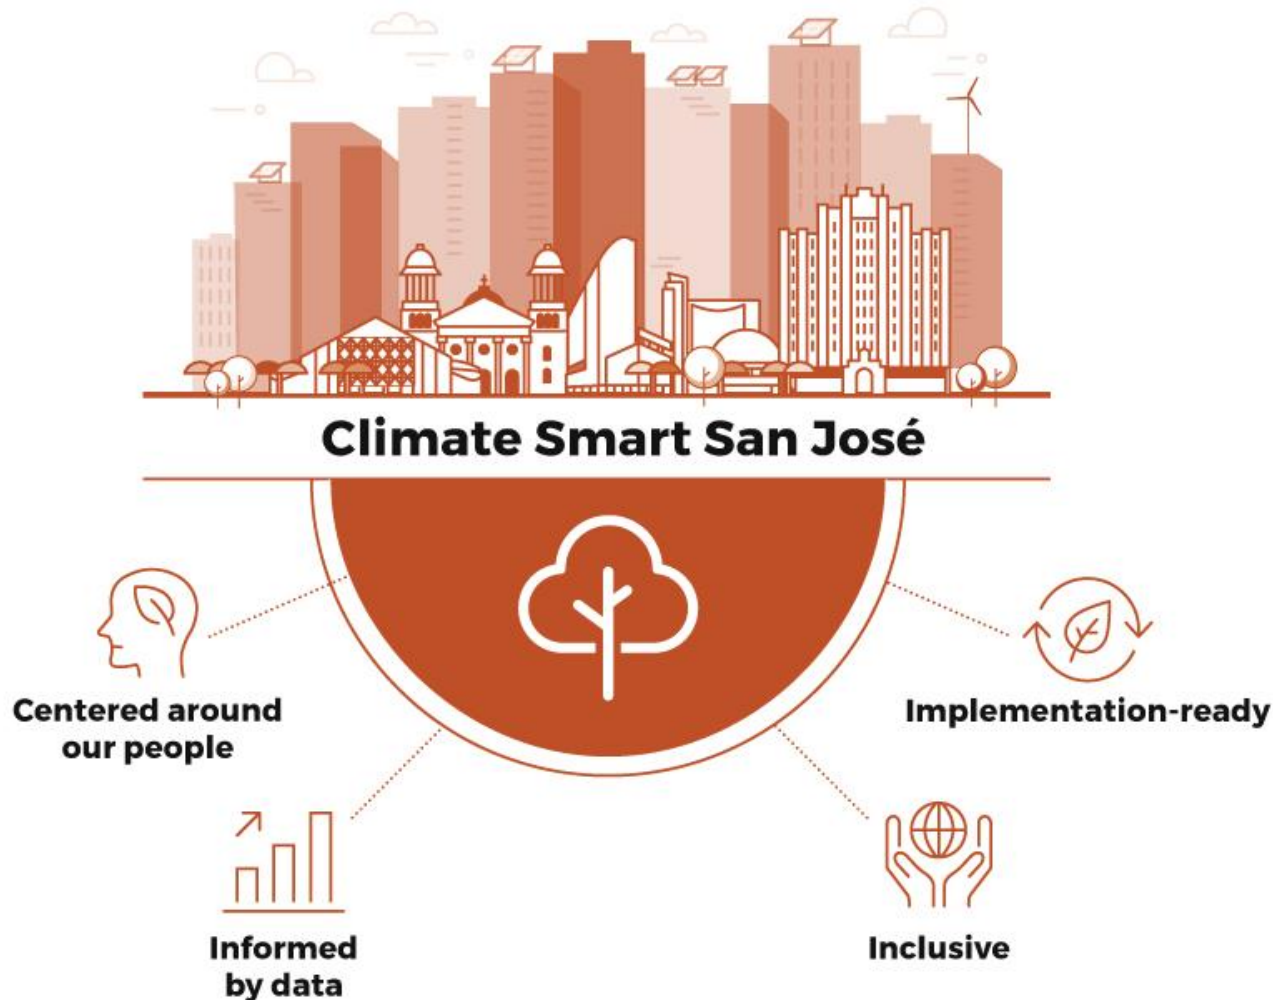 Climate Smart San José
Centered around
our people
Implementation-ready
Informed
by data
Inclusive